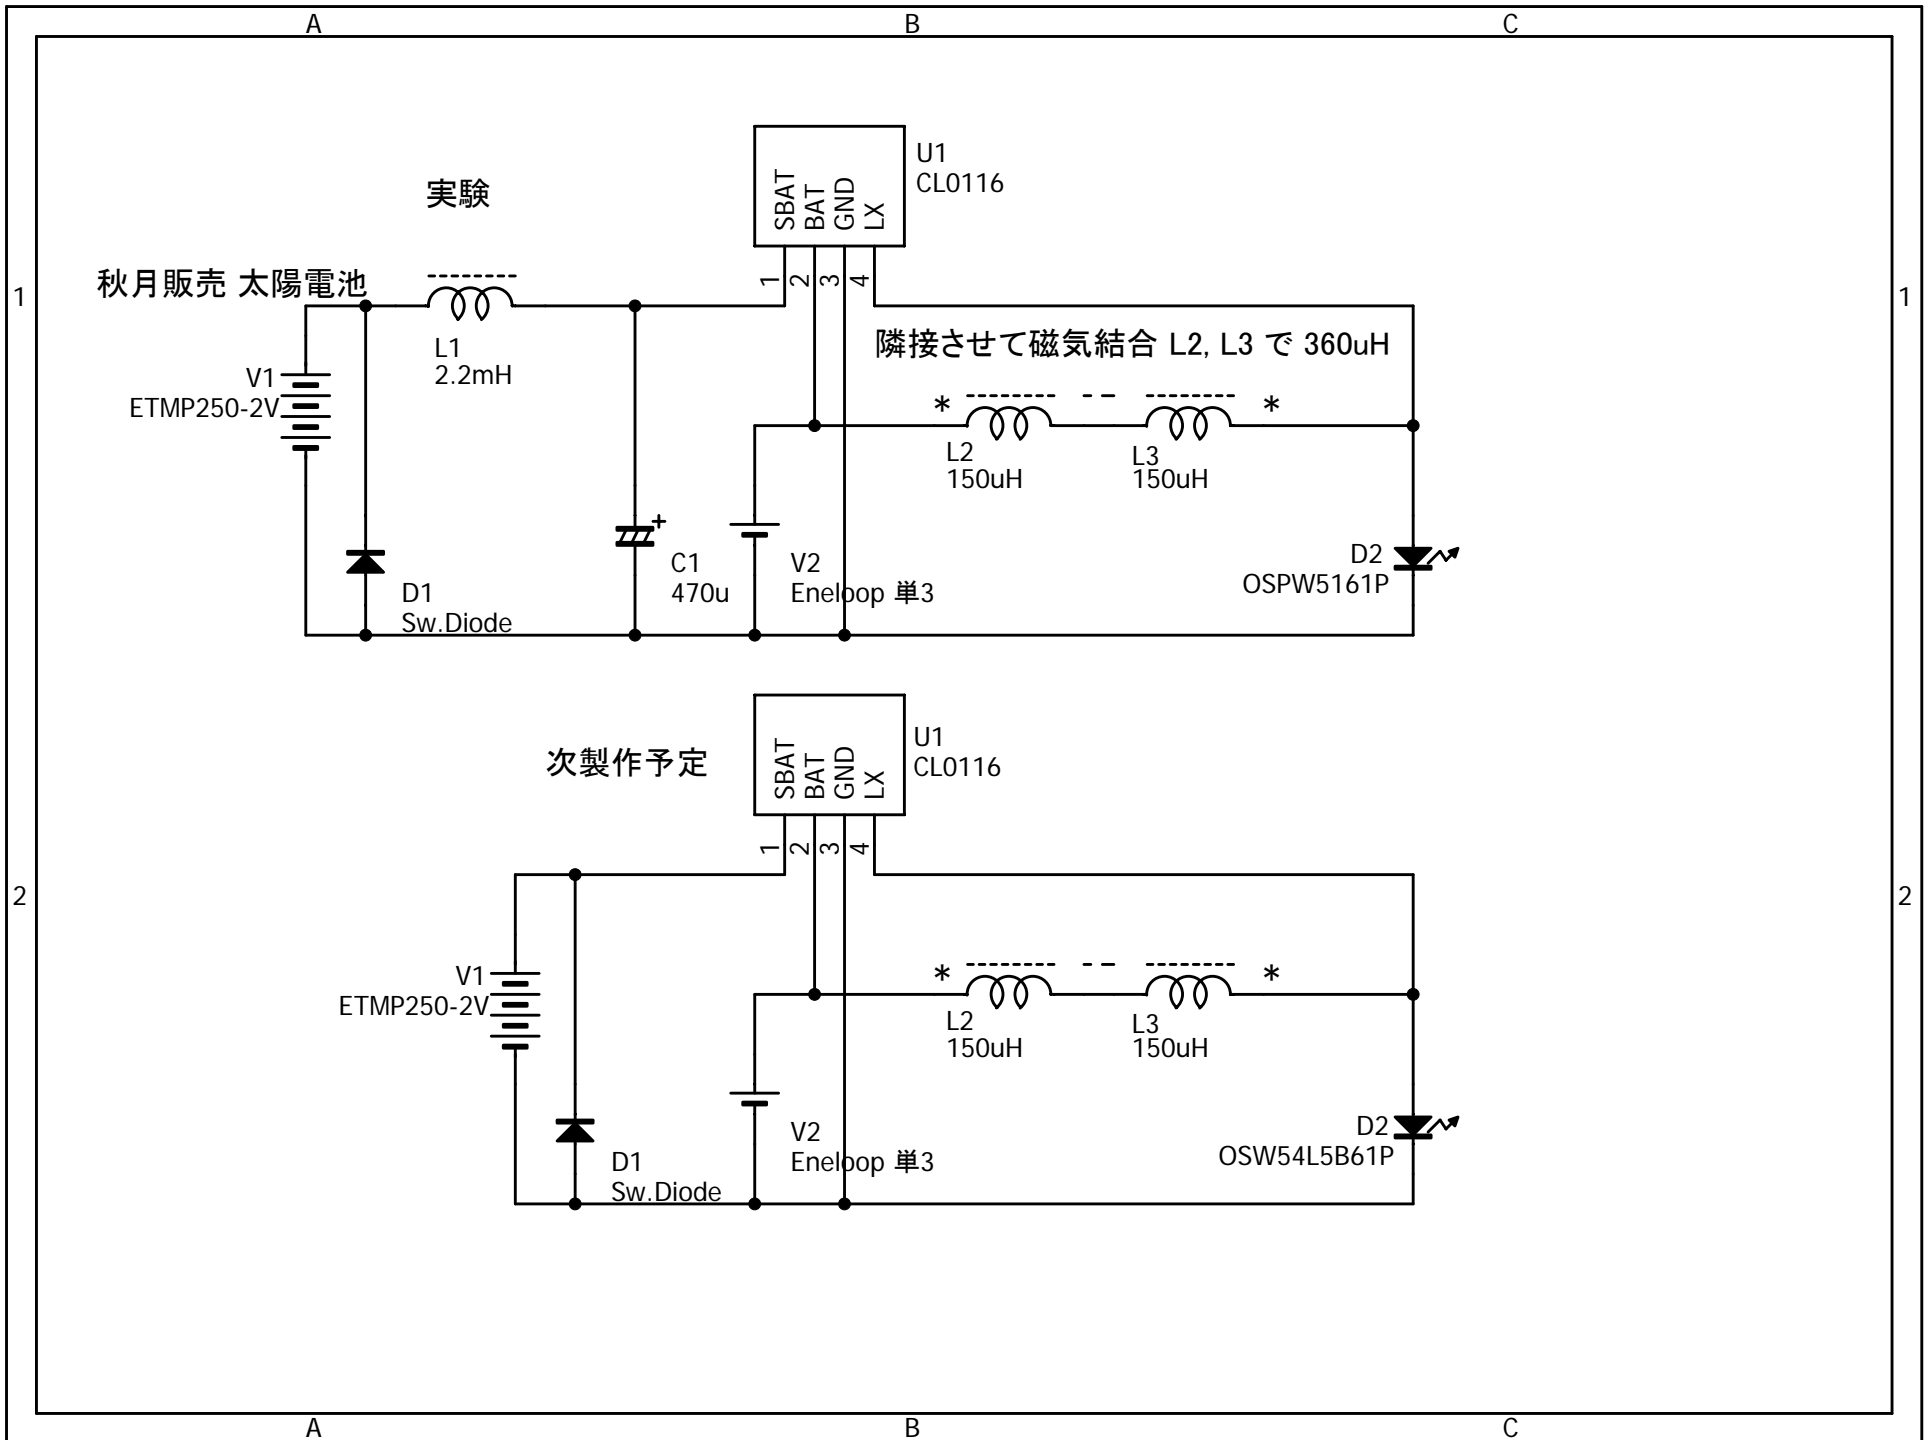 A
B
C
1
1
実験
SBAT
BAT
GND
LX
U1
CL0116
1
2
3
4
秋月販売 太陽電池
L1
2.2mH
隣接させて磁気結合 L2, L3 で 360uH
V1
ETMP250-2V
*
*
L2
150uH
L3
150uH
+
D1
Sw.Diode
C1
470u
V2
Eneloop 単3
D2
OSPW5161P
2
2
次製作予定
SBAT
BAT
GND
LX
U1
CL0116
1
2
3
4
V1
ETMP250-2V
*
*
L2
150uH
L3
150uH
D1
Sw.Diode
V2
Eneloop 単3
D2
OSW54L5B61P
A
B
C